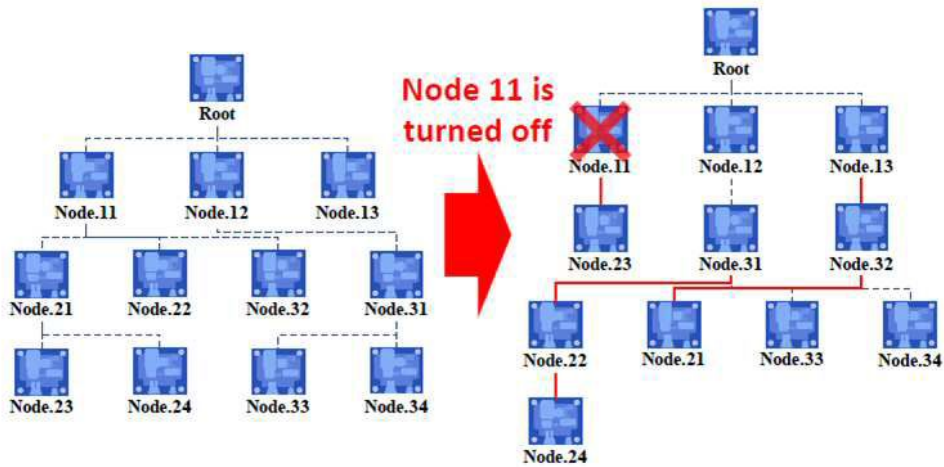 Root
Node.11
Node.12
Node.13
Node.21
Node.22
Node.32
Node.31
Node.23
Node.24
Node.33
Node.34
Node 11 is
turned off
Root
Node.11
Node.12
Node.13
Node.23
Node.31
Node.32
Node.22
Node.21
Node.33
Node.34
Node.24